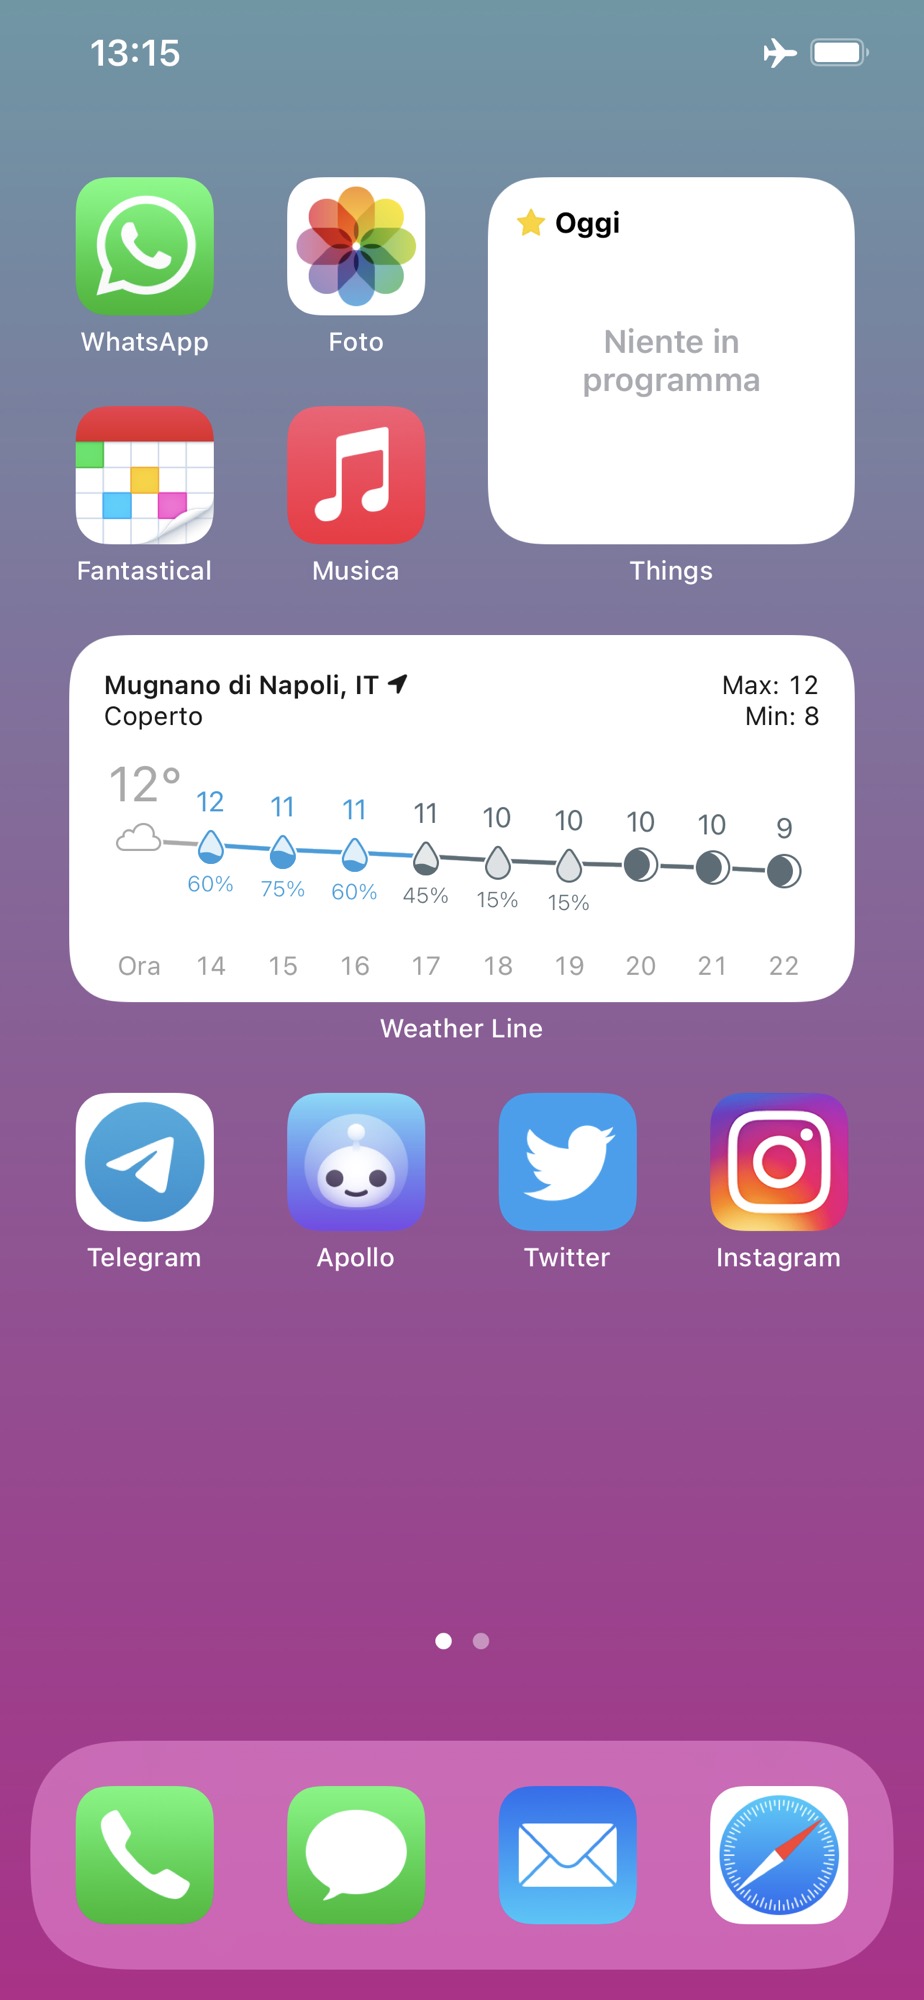 13:15
Oggi
Niente in
programma
WhatsApp
Foto
Fantastical
Musica
Things
Mugnano di Napoli, IT
Max: 12
Coperto
Min: 8
12°
12 11 11 11 10 10 10 10 9
60% 75% 60% 45% 15% 15%
Ora 14 15 16 17 18 19 20 21 22
Weather Line
Telegram
Apollo
Twitter
Instagram